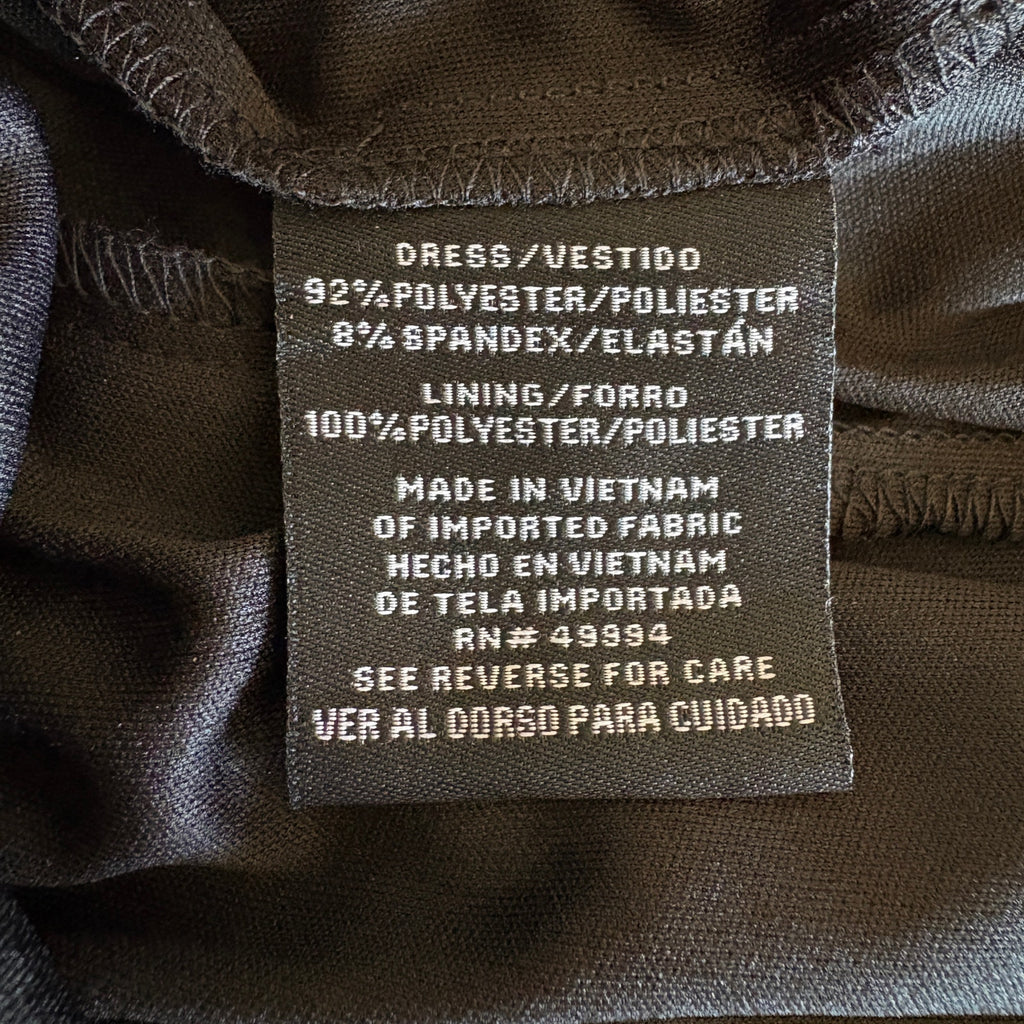 DRESS/VESTIDO
92%POLYESTER/POLIESTER
8%SPANDEX/ELASTÁN
LINING/FORRO
100%POLYESTER/POLIESTER
MADE IN VIETNAM
OF IMPORTED FABRIC
HECHO EN VIETNAM
DE TELA IMPORTADA
RN# 49994
SEE REVERSE FOR CARE
VER AL DORSO PARA CUIDADO